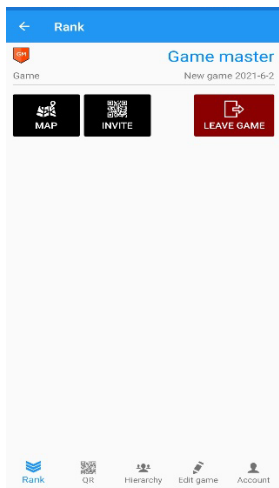 Rank
GM
Game master
Game
New game 2021-6-2
MAP
INVITE
LEAVE GAME
Rank
QR
Hierarchy
Edit game
Account